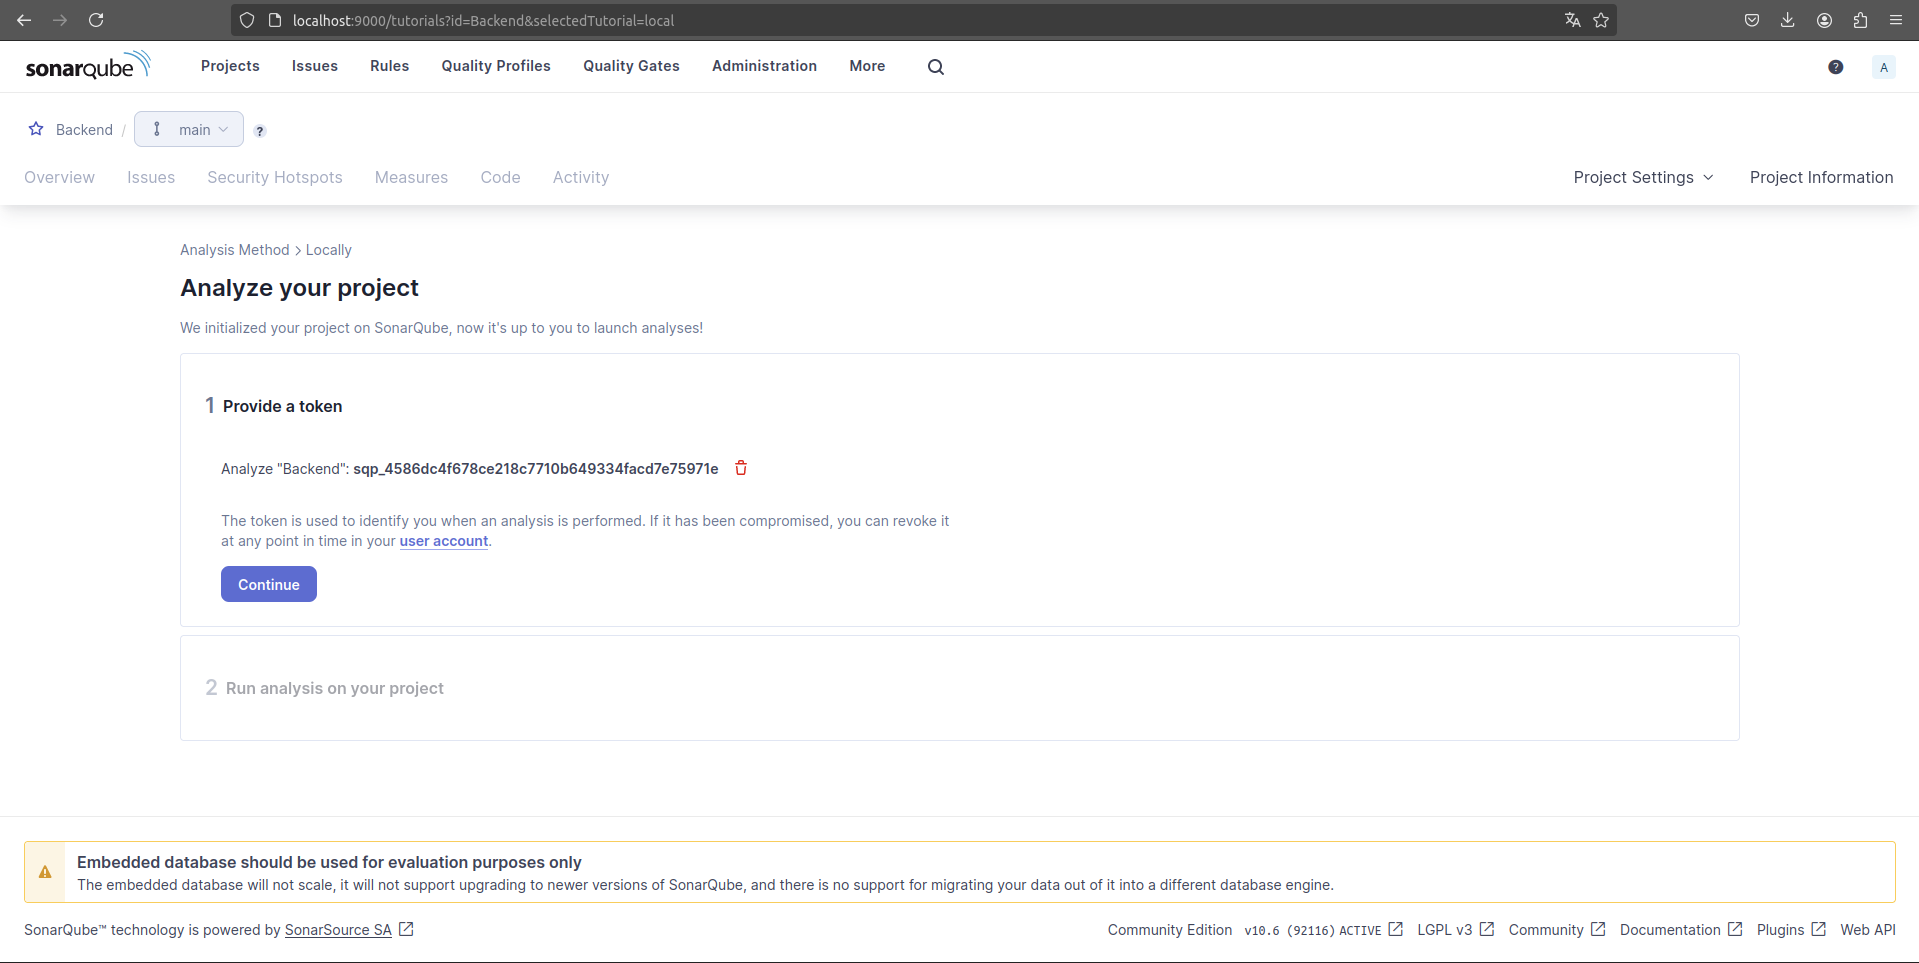 localhost:9000/tutorials?id=Backend&selectedTutorial=local
sonarqube Projects Issues Rules Quality Profiles Quality Gates Administration More ? A
Backend / main ?
Overview Issues Security Hotspots Measures Code Activity Project Settings Project Information
Analysis Method > Locally
Analyze your project
We initialized your project on SonarQube, now it's up to you to launch analyses!
1 Provide a token
Analyze "Backend": sqp_4586dc4f678ce218c7710b649334facd7e75971e
The token is used to identify you when an analysis is performed. If it has been compromised, you can revoke it
at any point in time in your user account.
Continue
2 Run analysis on your project
Embedded database should be used for evaluation purposes only
The embedded database will not scale, it will not support upgrading to newer versions of SonarQube, and there is no support for migrating your data out of it into a different database engine.
SonarQube™ technology is powered by SonarSource SA Community Edition v10.6 (92116) ACTIVE LGPL v3 Community Documentation Plugins Web API